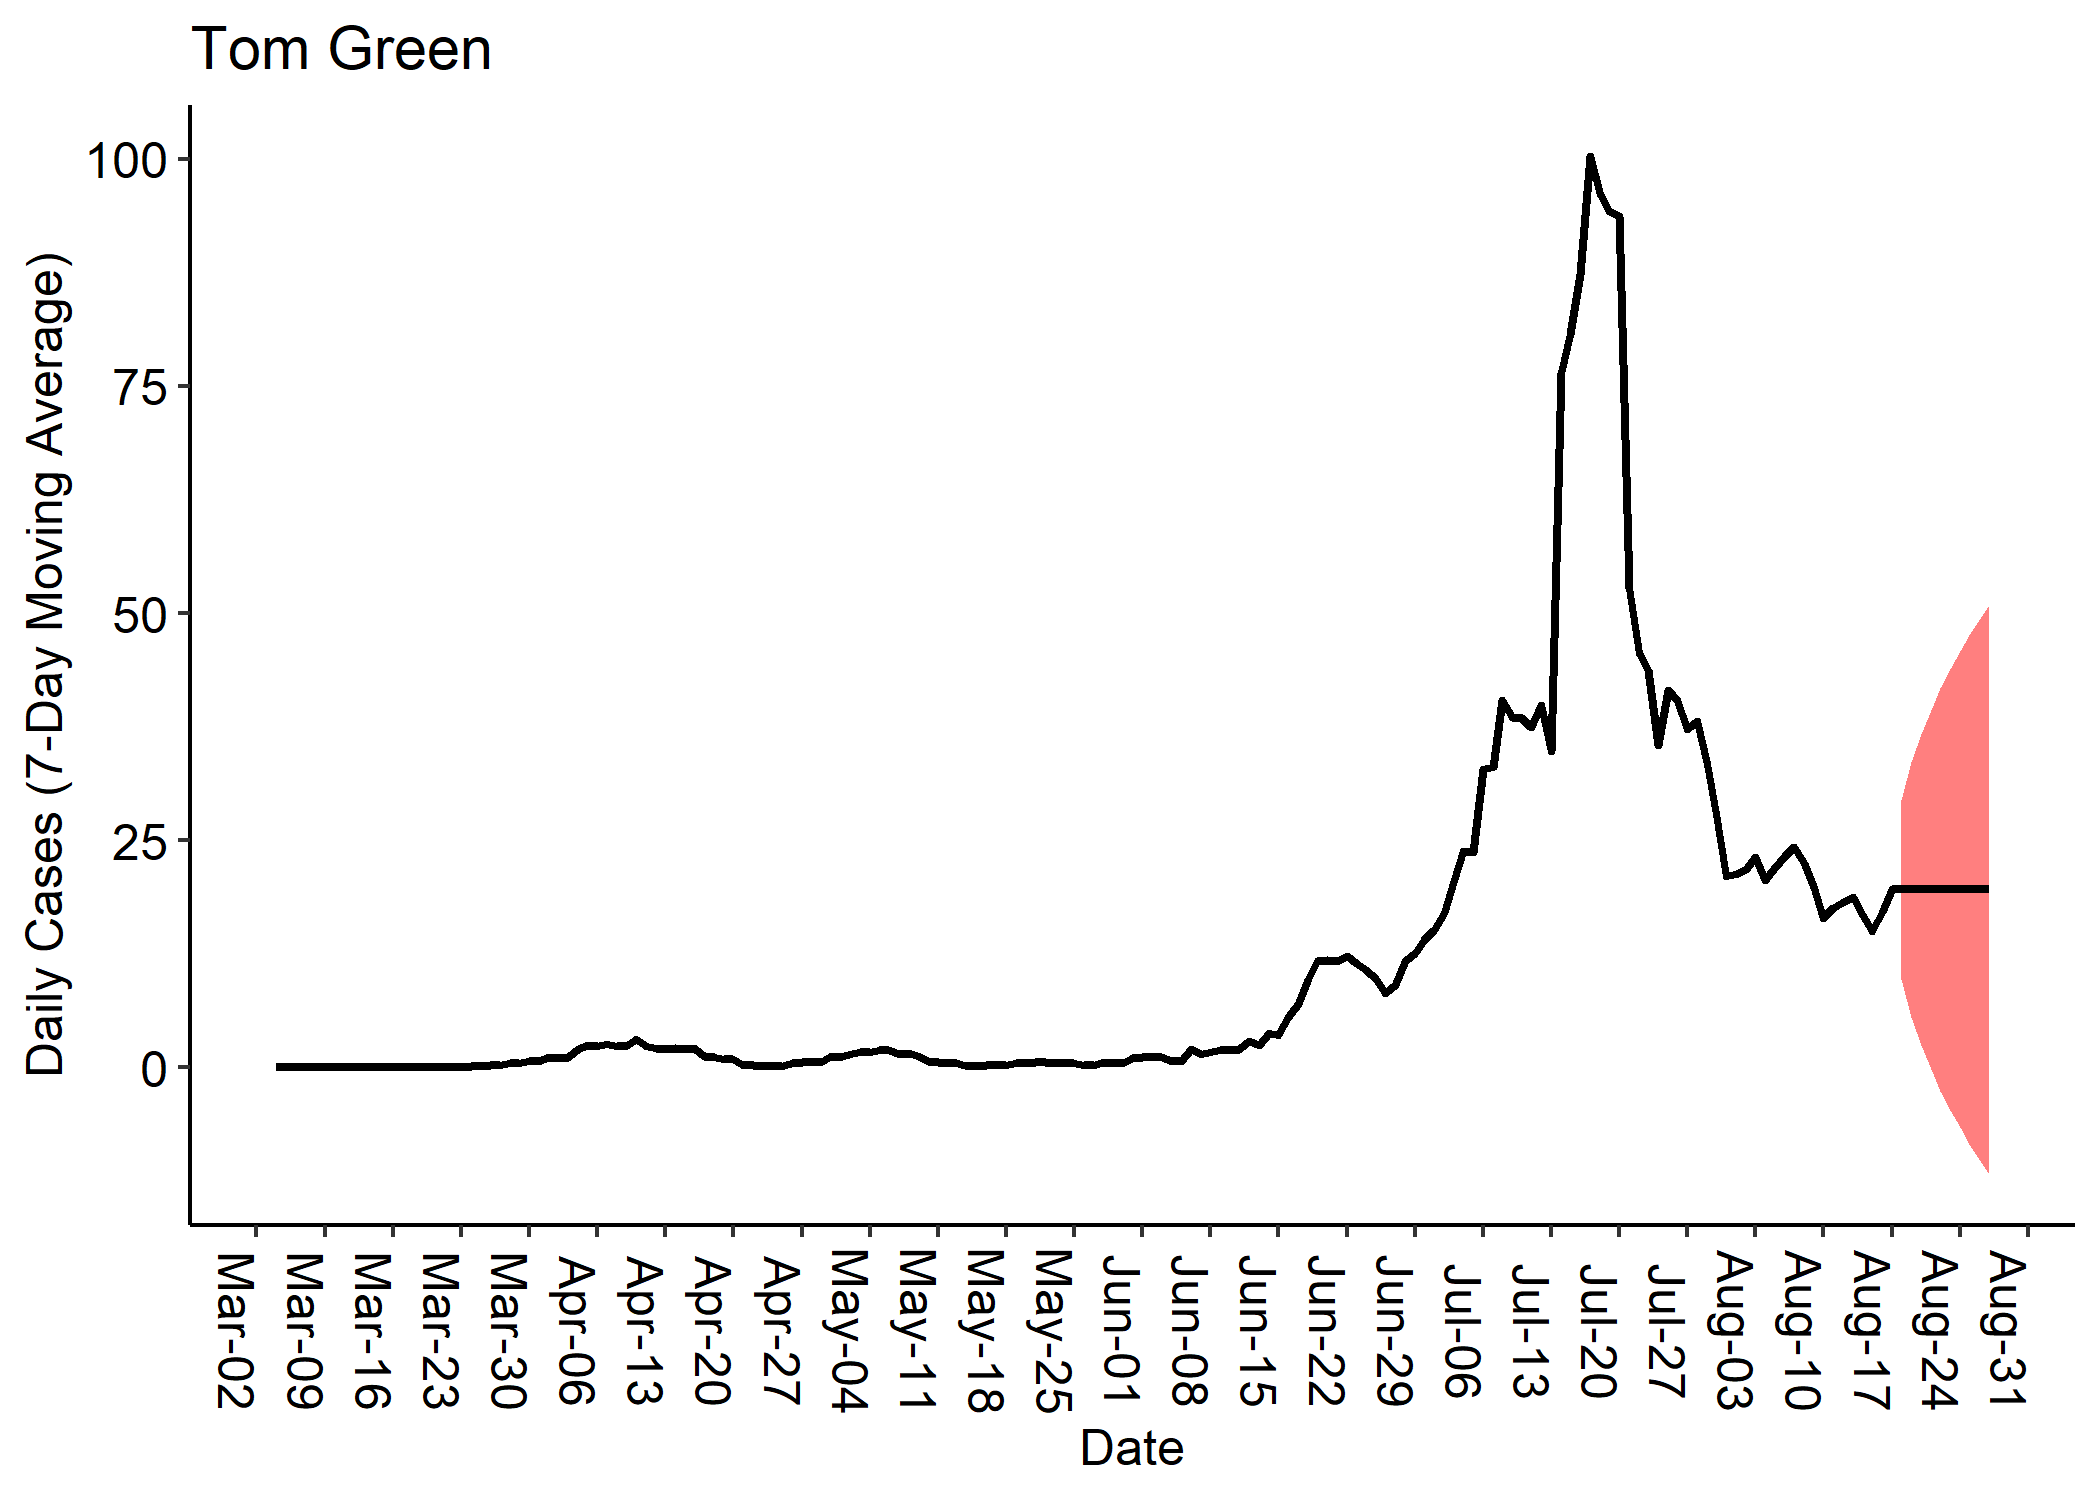 Tom Green
Daily Cases (7-Day Moving Average)
100
75
50
25
0
Mar-02
Mar-09
Mar-16
Mar-23
Mar-30
Apr-06
Apr-13
Apr-20
Apr-27
May-04
May-11
May-18
May-25
Jun-01
Jun-08
Jun-15
Jun-22
Jun-29
Jul-06
Jul-13
Jul-20
Jul-27
Aug-03
Aug-10
Aug-17
Aug-24
Aug-31
Date